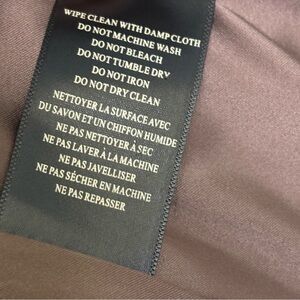 WIPE CLEAN WITH DAMP CLOTH
DO NOT MACHINE WASH
DO NOT BLEACH
DO NOT TUMBLE DRY
DO NOT IRON
DO NOT DRY CLEAN
NETTOYER LA SURFACE AVEC
DU SAVON ET UN CHIFFON HUMIDE
NE PAS NETTOYER À SEC
NE PAS LAVER À LA MACHINE
NE PAS JAVELLISER
NE PAS SÉCHER EN MACHINE
NE PAS REPASSER